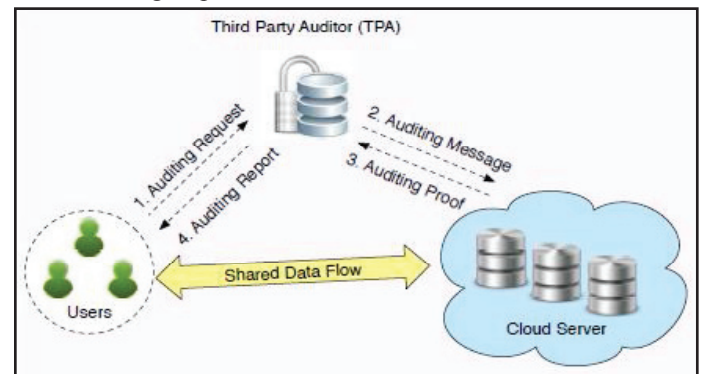 Third Party Auditor (TPA)
1. Auditing Request
2. Auditing Message
3. Auditing Proof
4. Auditing Report
Shared Data Flow
Users
Cloud Server